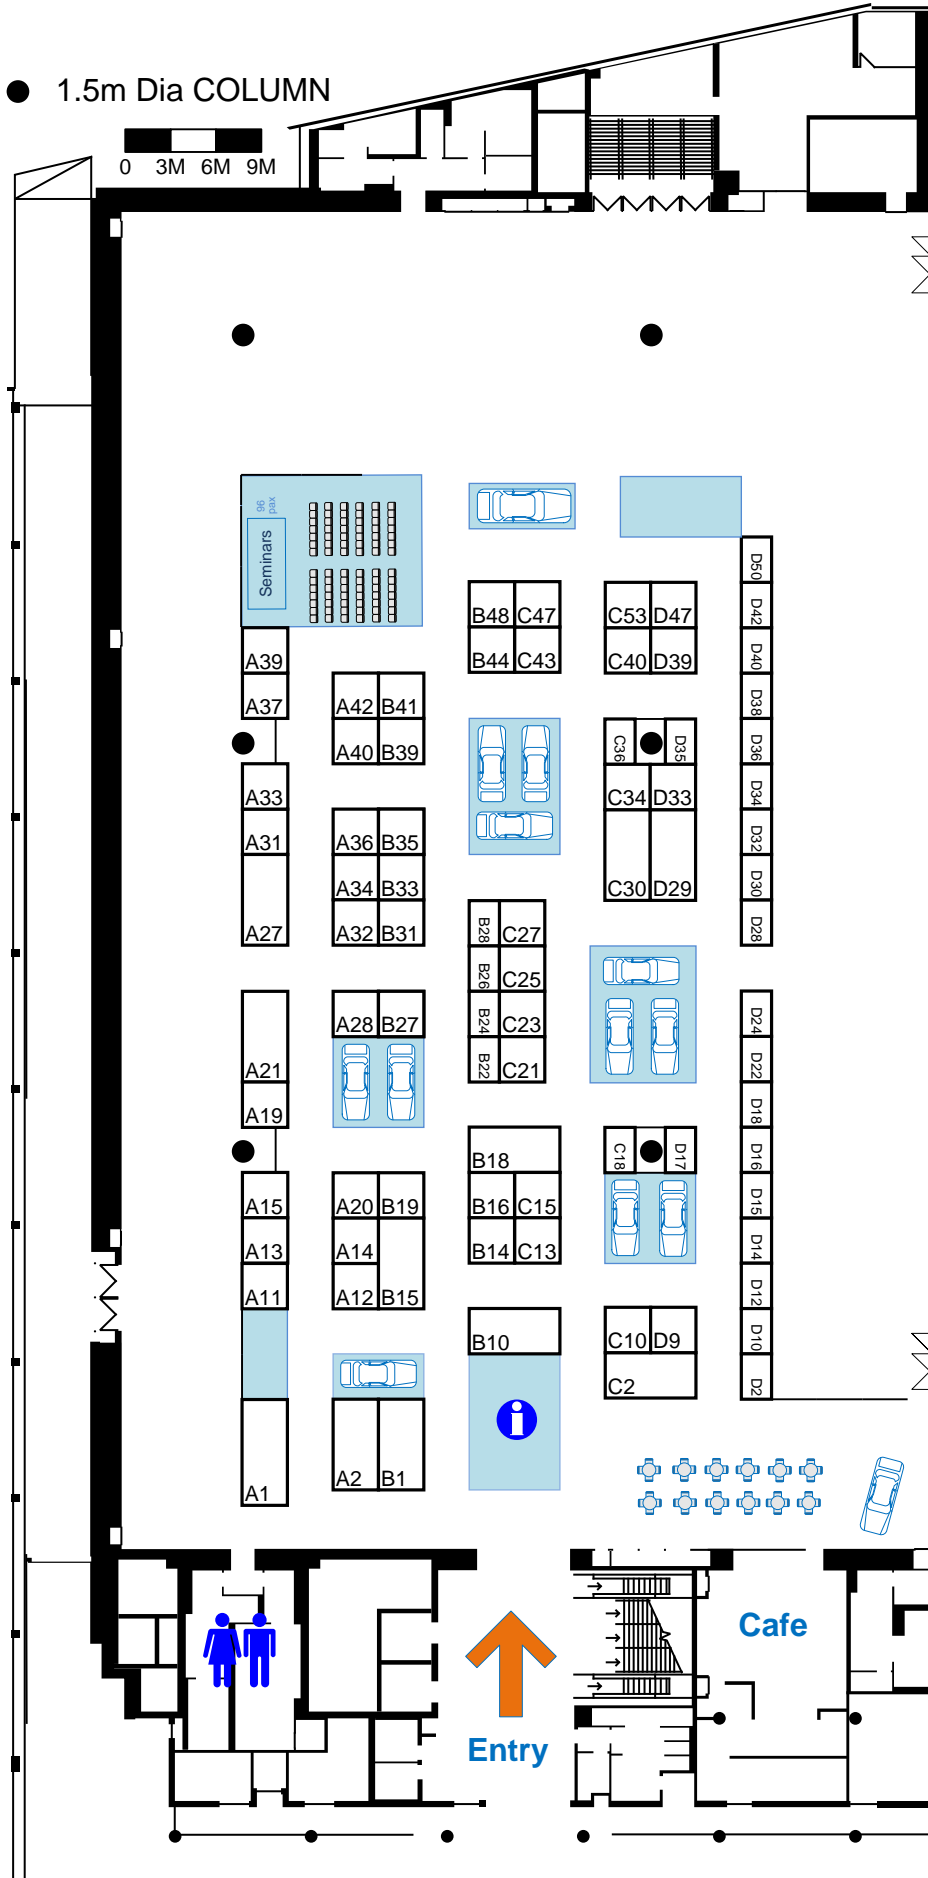 1.5m Dia COLUMN
0 3M 6M 9M
96 pax
Seminars
D50
B48 C47 C53 D47 D42
A39 B44 C43 C40 D39 D40
A37 A42 B41 D38
A40 B39 C36 D35 D36
A33 C34 D33 D34
A31 A36 B35 D32
A34 B33 C30 D29 D30
A27 A32 B31 B28 C27 D28
B26 C25
A28 B27 B24 C23 D24
A21 B22 C21 D22
A19 D18
B18 C18 D17 D16
A15 A20 B19 B16 C15 D15
A13 A14 B14 C13 D14
A11 A12 B15 D12
B10 C10 D9 D10
C2 D2
A2 B1
A1
i
Cafe
Entry